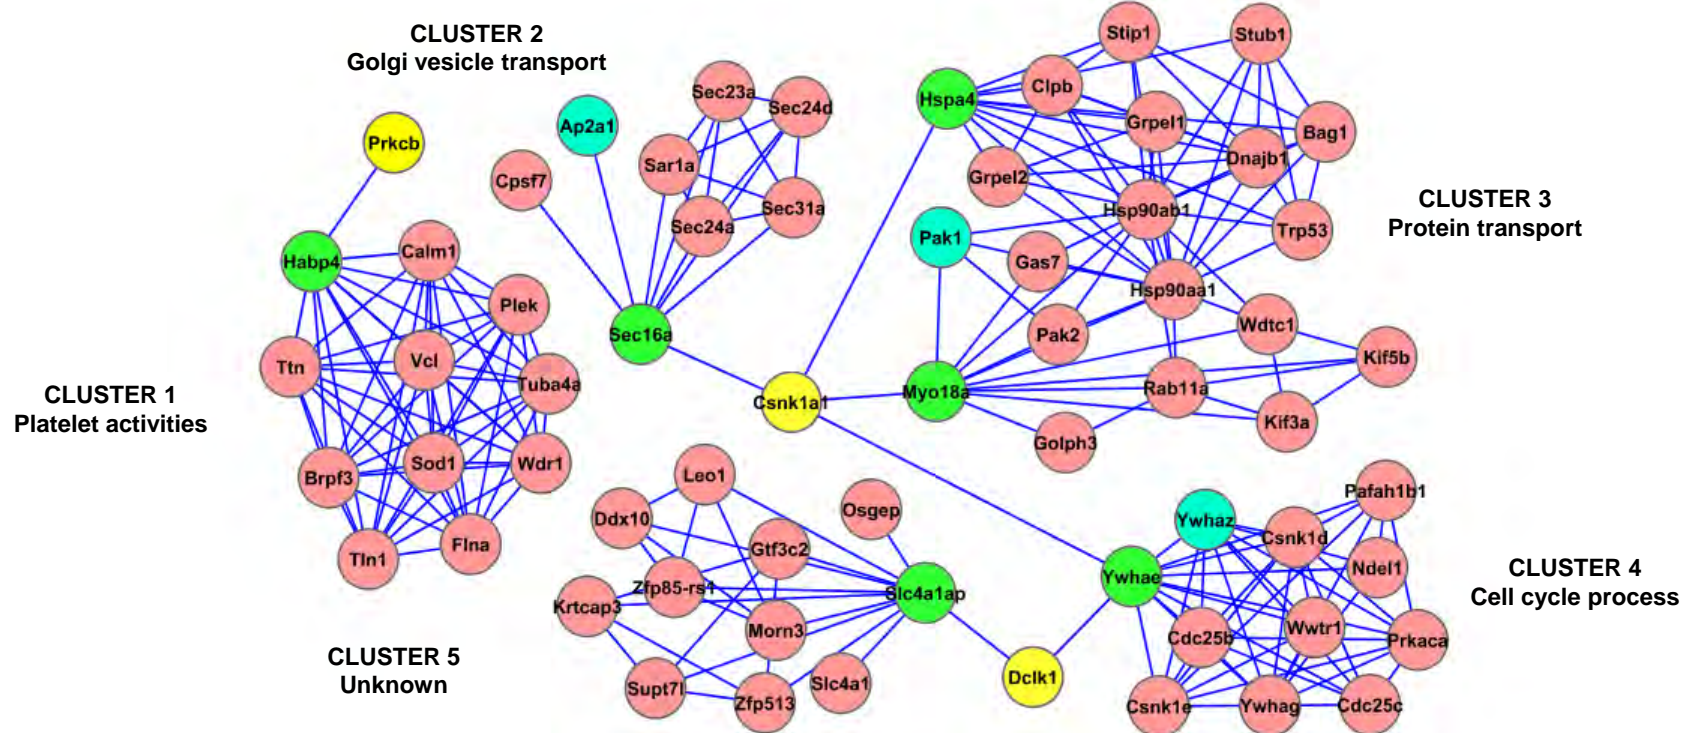 CLUSTER 2
Golgi vesicle transport
Prkcb
Ap2a1
Cpsf7
Sec23a
Sec24d
Sar1a
Sec24a
Sec31a
Sec16a
CLUSTER 1
Platelet activities
Habp4
Calm1
Plek
Ttn
Vcl
Tuba4a
Brpf3
Sod1
Wdr1
Tln1
Flna
Csnk1a1
CLUSTER 3
Protein transport
Stip1
Stub1
Hspa4
Clpb
Grpel1
Bag1
Dnajb1
Grpel2
Hsp90ab1
Trp53
Pak1
Gas7
Hsp90aa1
Pak2
Wdtc1
Kif5b
Myo18a
Rab11a
Kif3a
Golph3
CLUSTER 5
Unknown
Leo1
Ddx10
Osgep
Gtf3c2
Zfp85-rs1
Slc4a1ap
Krtcap3
Morn3
Supt7l
Zfp513
Slc4a1
Dclk1
CLUSTER 4
Cell cycle process
Pafah1b1
Ywhaz
Csnk1d
Ndel1
Ywhae
Cdc25b
Wwtr1
Prkaca
Csnk1e
Ywhag
Cdc25c